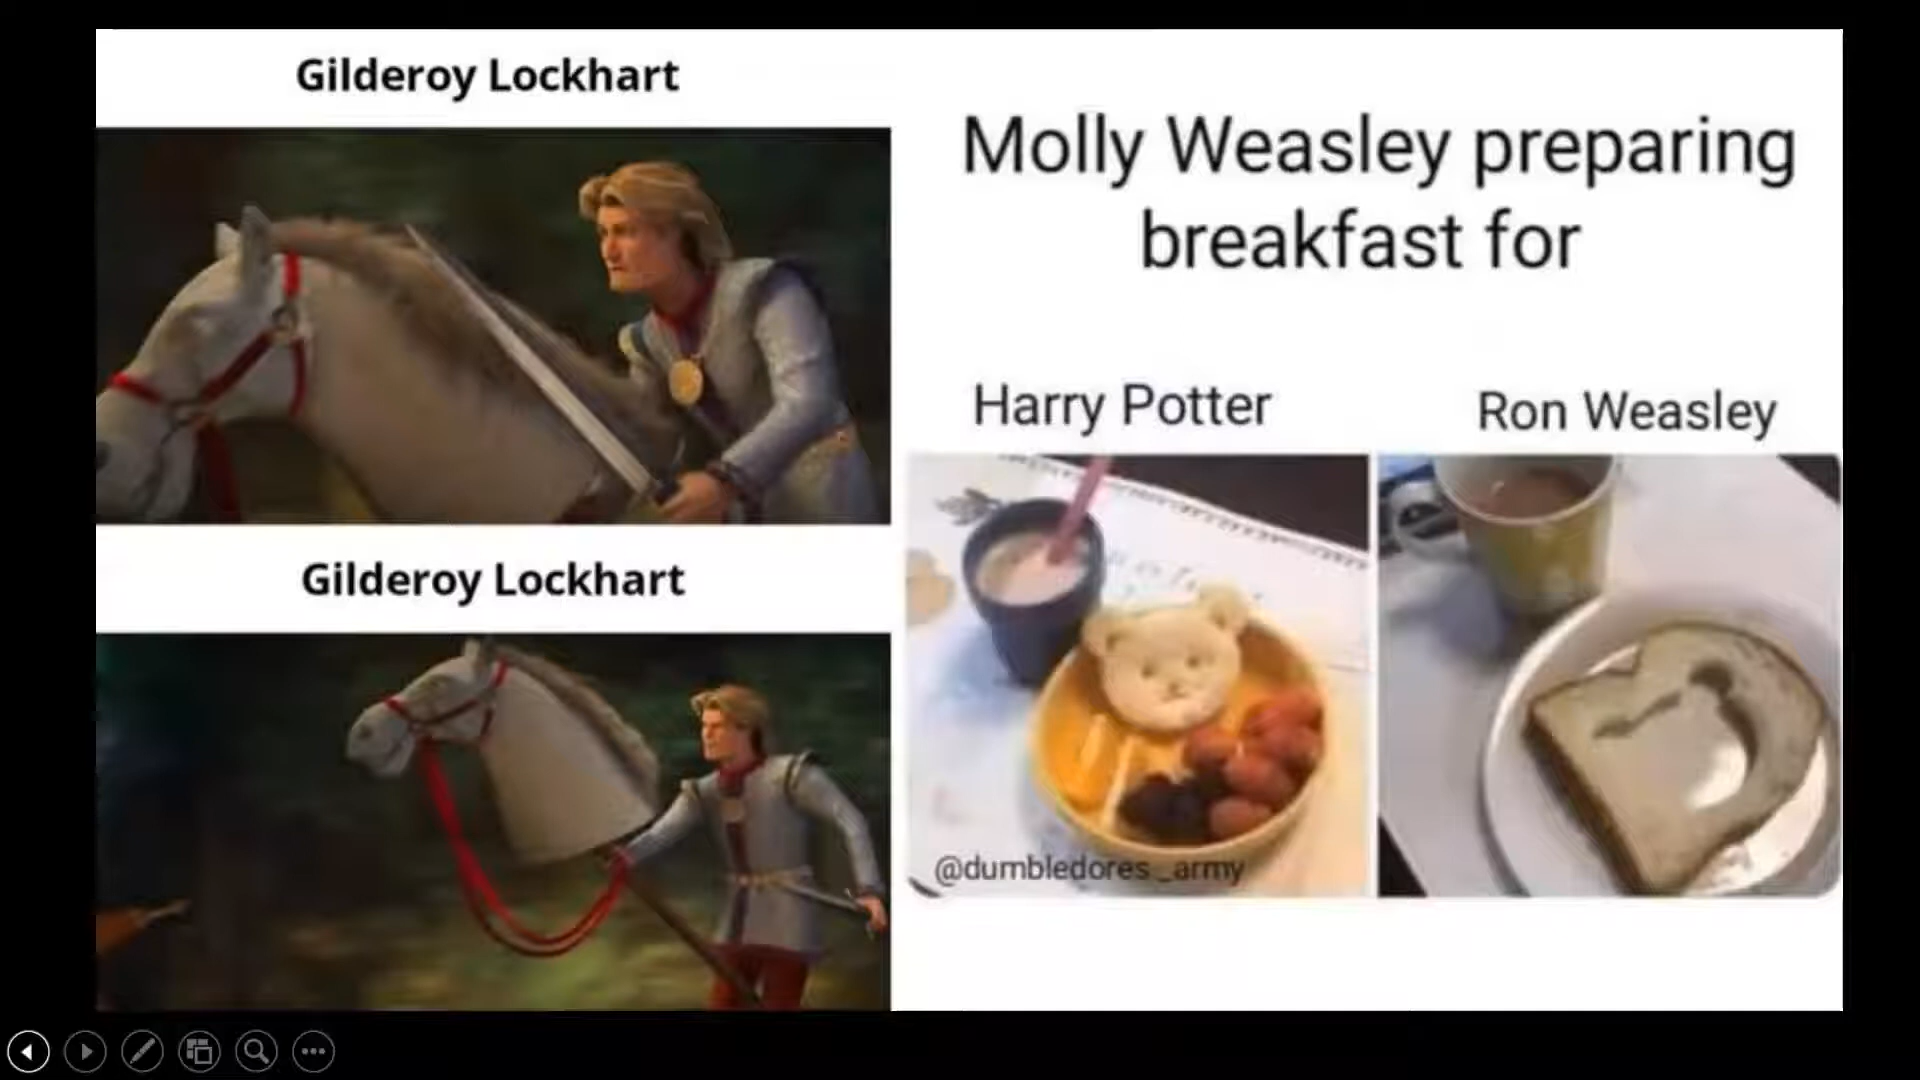 Gilderoy Lockhart
Gilderoy Lockhart
Molly Weasley preparing
breakfast for
Harry Potter
Ron Weasley
@dumbledores_army